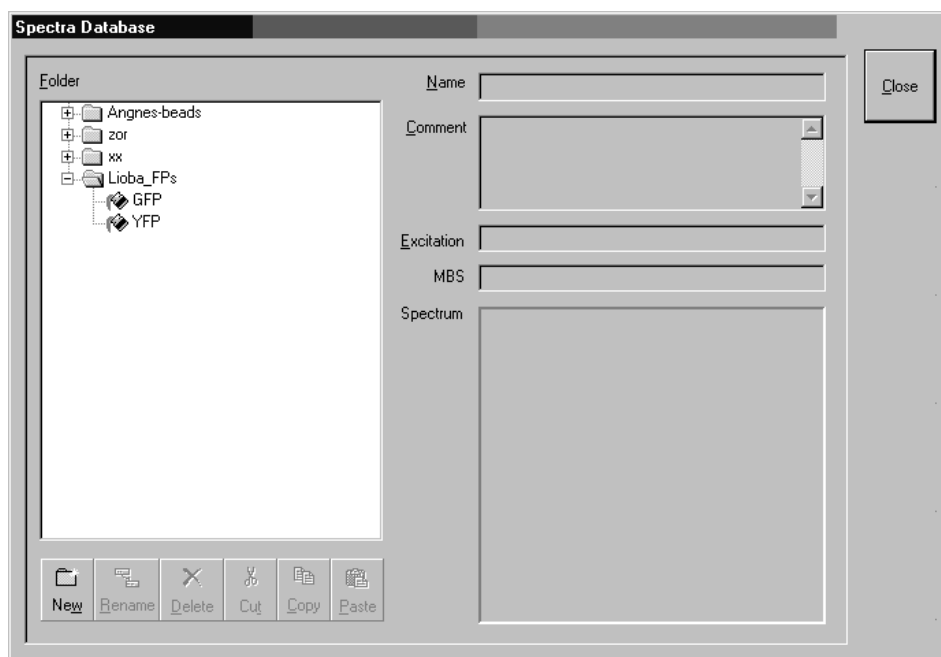 Spectra Database
Folder
Angnes-beads
zor
xx
Lioba_FPs
GFP
YFP
New Rename Delete Cut Copy Paste
Name
Comment
Excitation
MBS
Spectrum
Close